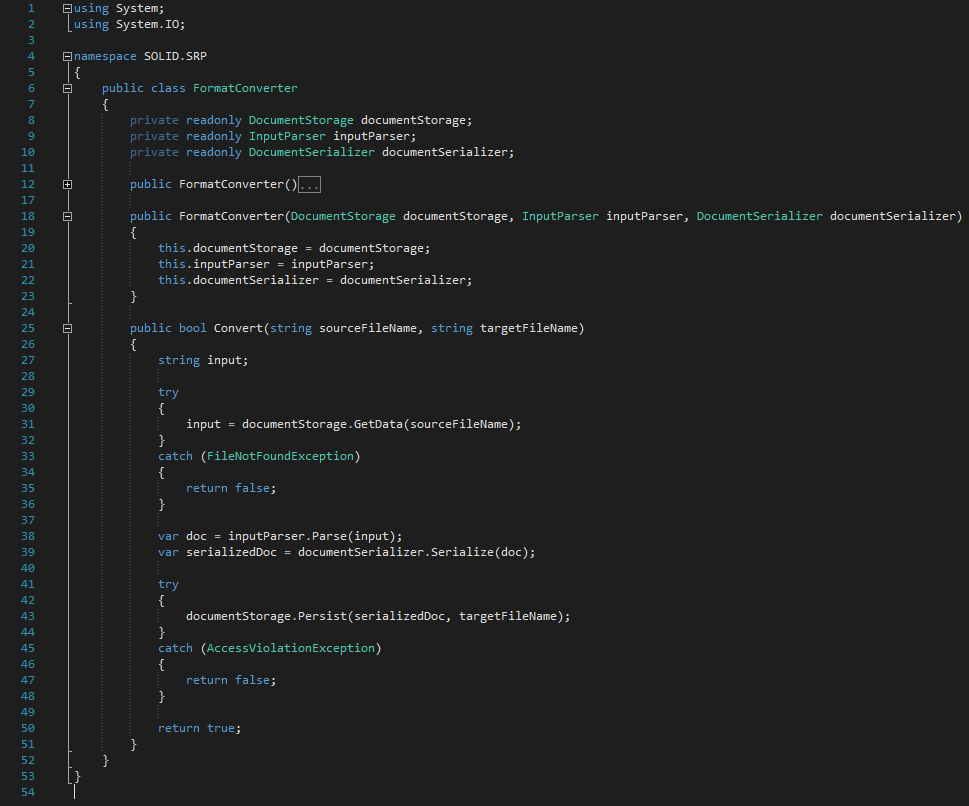 1 using System;
2 using System.IO;
3
4 namespace SOLID.SRP
5 {
6     public class FormatConverter
7     {
8         private readonly DocumentStorage documentStorage;
9         private readonly InputParser inputParser;
10         private readonly DocumentSerializer documentSerializer;
11
12         public FormatConverter()...
17
18         public FormatConverter(DocumentStorage documentStorage, InputParser inputParser, DocumentSerializer documentSerializer)
19         {
20             this.documentStorage = documentStorage;
21             this.inputParser = inputParser;
22             this.documentSerializer = documentSerializer;
23         }
24
25         public bool Convert(string sourceFileName, string targetFileName)
26         {
27             string input;
28
29             try
30             {
31                 input = documentStorage.GetData(sourceFileName);
32             }
33             catch (FileNotFoundException)
34             {
35                 return false;
36             }
37
38             var doc = inputParser.Parse(input);
39             var serializedDoc = documentSerializer.Serialize(doc);
40
41             try
42             {
43                 documentStorage.Persist(serializedDoc, targetFileName);
44             }
45             catch (AccessViolationException)
46             {
47                 return false;
48             }
49
50             return true;
51         }
52     }
53 }
54